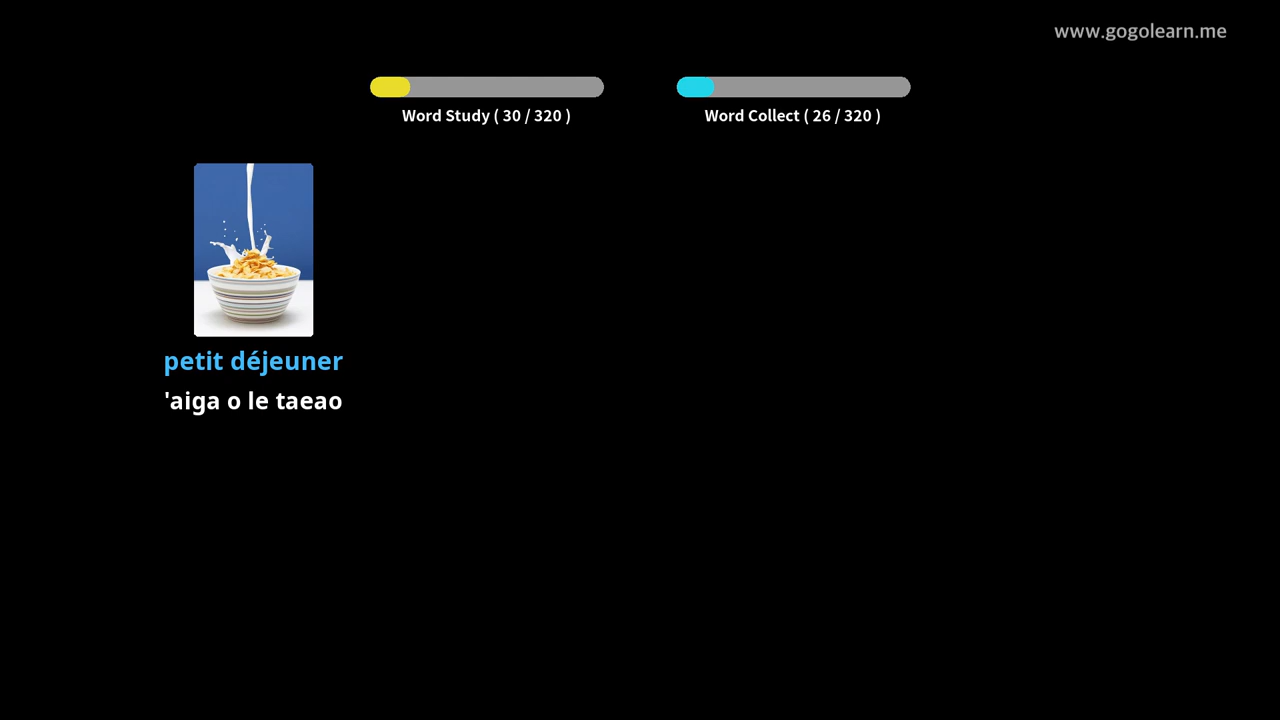 www.gogolearn.me
Word Study ( 30 / 320 )
Word Collect ( 26 / 320 )
petit déjeuner
'aiga o le taeao